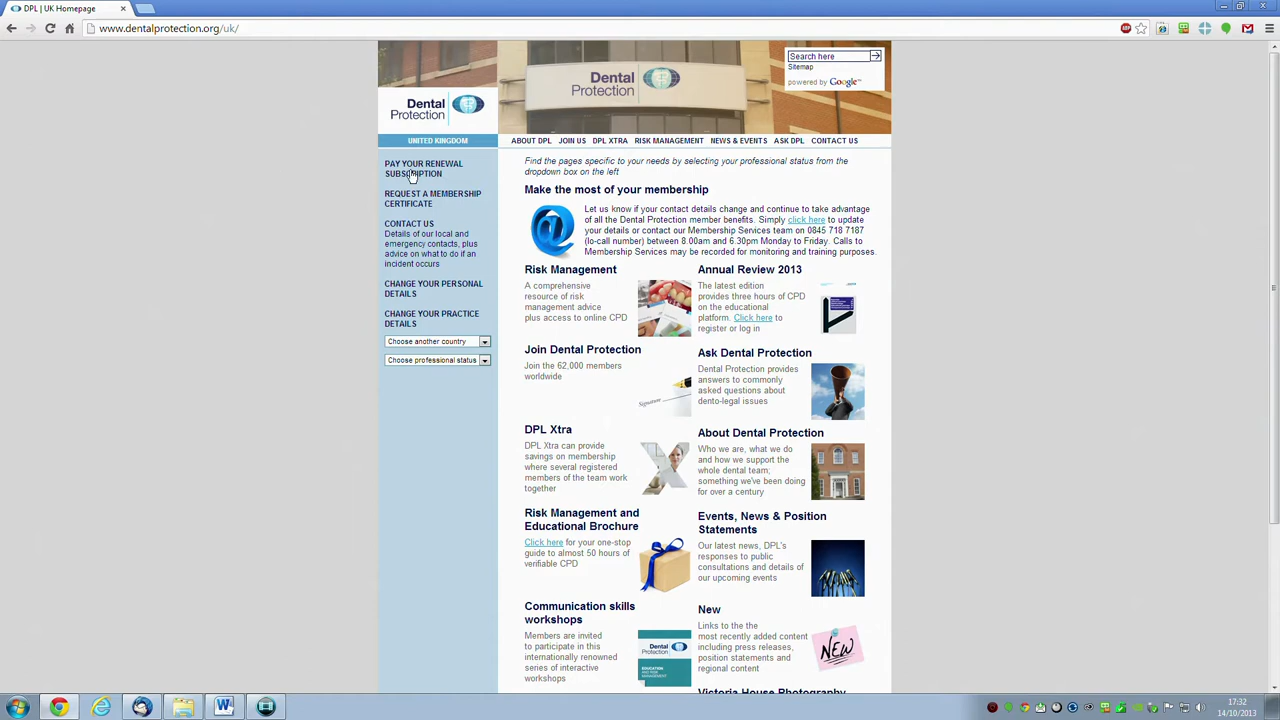 DPL | UK Homepage
www.dentalprotection.org/uk/
Dental
Protection
Search here
Sitemap
powered by Google™
Dental
Protection
UNITED KINGDOM
ABOUT DPL JOIN US DPL XTRA RISK MANAGEMENT NEWS & EVENTS ASK DPL CONTACT US
PAY YOUR RENEWAL
SUBSCRIPTION
REQUEST A MEMBERSHIP
CERTIFICATE
CONTACT US
Details of our local and
emergency contacts, plus
advice on what to do if an
incident occurs
CHANGE YOUR PERSONAL
DETAILS
CHANGE YOUR PRACTICE
DETAILS
Choose another country
Choose professional status
Find the pages specific to your needs by selecting your professional status from the
dropdown box on the left
Make the most of your membership
Let us know if your contact details change and continue to take advantage
of all the Dental Protection member benefits. Simply click here to update
your details or contact our Membership Services team on 0845 718 7187
(lo-call number) between 8.00am and 6.30pm Monday to Friday. Calls to
Membership Services may be recorded for monitoring and training purposes.
Risk Management
A comprehensive
resource of risk
management advice
plus access to online CPD
Annual Review 2013
The latest edition
provides three hours of CPD
on the educational
platform. Click here to
register or log in
Join Dental Protection
Join the 62,000 members
worldwide
Signature
Ask Dental Protection
Dental Protection provides
answers to commonly
asked questions about
dento-legal issues
DPL Xtra
DPL Xtra can provide
savings on membership
where several registered
members of the team work
together
About Dental Protection
Who we are, what we do
and how we support the
whole dental team;
something we've been doing
for over a century
Risk Management and
Educational Brochure
Click here for your one-stop
guide to almost 50 hours of
verifiable CPD
Events, News & Position
Statements
Our latest news, DPL's
responses to public
consultations and details of
our upcoming events
Communication skills
workshops
Members are invited
to participate in this
internationally renowned
series of interactive
workshops
Dental
Protection
EDUCATION
AND RISK
MANAGEMENT
New
Links to the the
most recently added content
including press releases,
position statements and
regional content
NEW
Victoria House Photography
17:32
14/10/2013